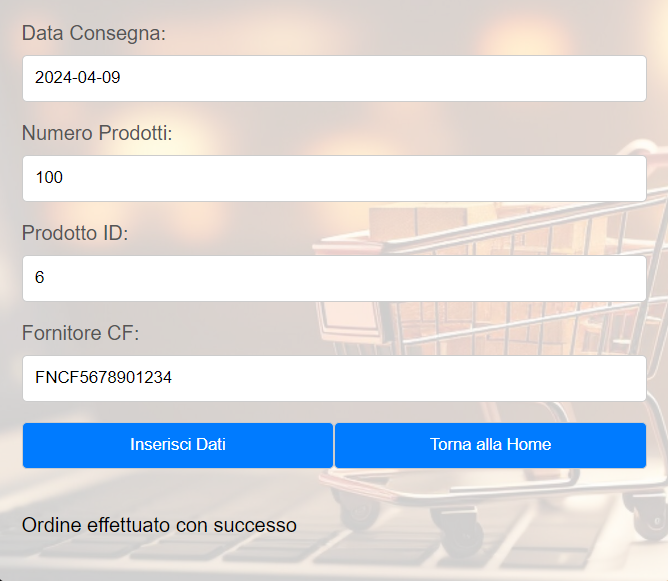 Data Consegna:
2024-04-09
Numero Prodotti:
100
Prodotto ID:
6
Fornitore CF:
FNCF5678901234
Inserisci Dati
Torna alla Home
Ordine effettuato con successo